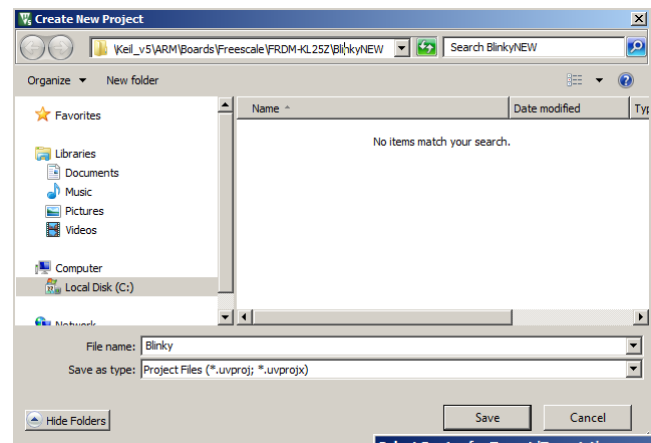 Create New Project
\Keil_v5\ARM\Boards\Freescale\FRDM-KL25Z\BlinkyNEW
Search BlinkyNEW
Organize
New folder
Name
Date modified
Favorites
No items match your search.
Libraries
Documents
Music
Pictures
Videos
Computer
Local Disk (C:)
File name: Blinky
Save as type: Project Files (*.uvproj; *.uvprojx)
Hide Folders
Save
Cancel